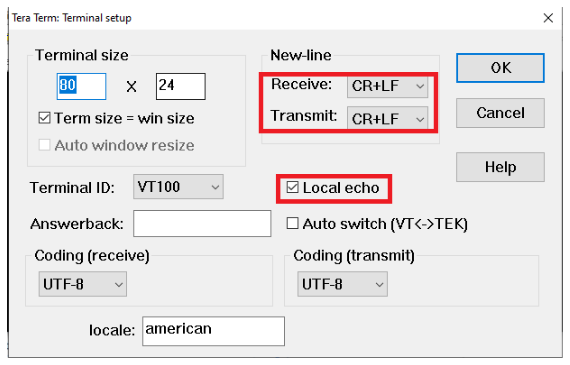 Tera Term: Terminal setup
Terminal size
80 X 24
Term size = win size
Auto window resize
New-line
Receive: CR+LF
Transmit: CR+LF
OK
Cancel
Help
Terminal ID: VT100
Local echo
Answerback:
Auto switch (VT<->TEK)
Coding (receive)
UTF-8
Coding (transmit)
UTF-8
locale: american